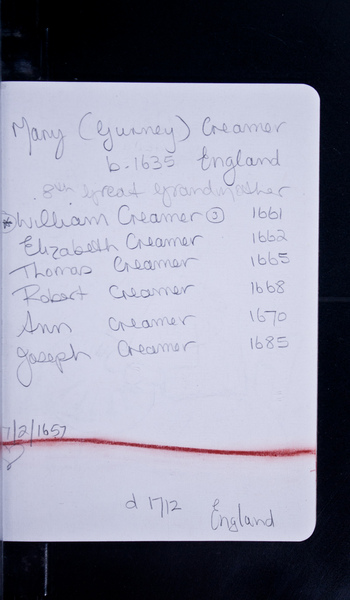 Mary (Gurney) Creamer
b. 1635 England
8th Great Grandmother
* William Creamer ② 1661
Elizabeth Creamer 1662
Thomas Creamer 1665
Robert Creamer 1668
Ann Creamer 1670
Joseph Creamer 1685
/2/1657
d 1712 England